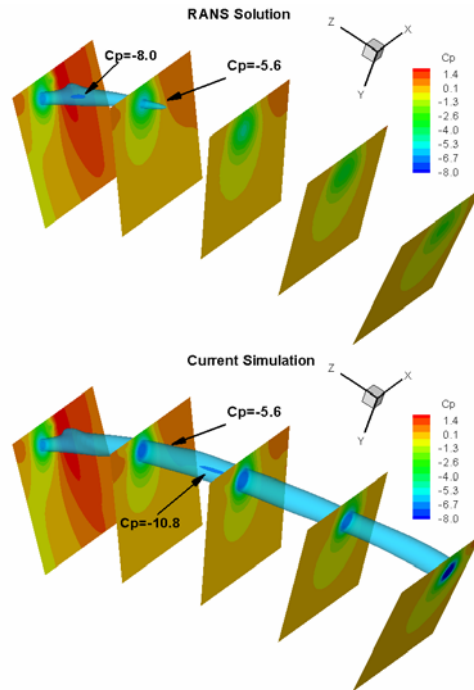 RANS Solution
Cp=-8.0
Cp=-5.6
Z
X
Y
Cp
1.4
0.1
-1.3
-2.6
-4.0
-5.3
-6.7
-8.0
Current Simulation
Cp=-5.6
Cp=-10.8
Z
X
Y
Cp
1.4
0.1
-1.3
-2.6
-4.0
-5.3
-6.7
-8.0